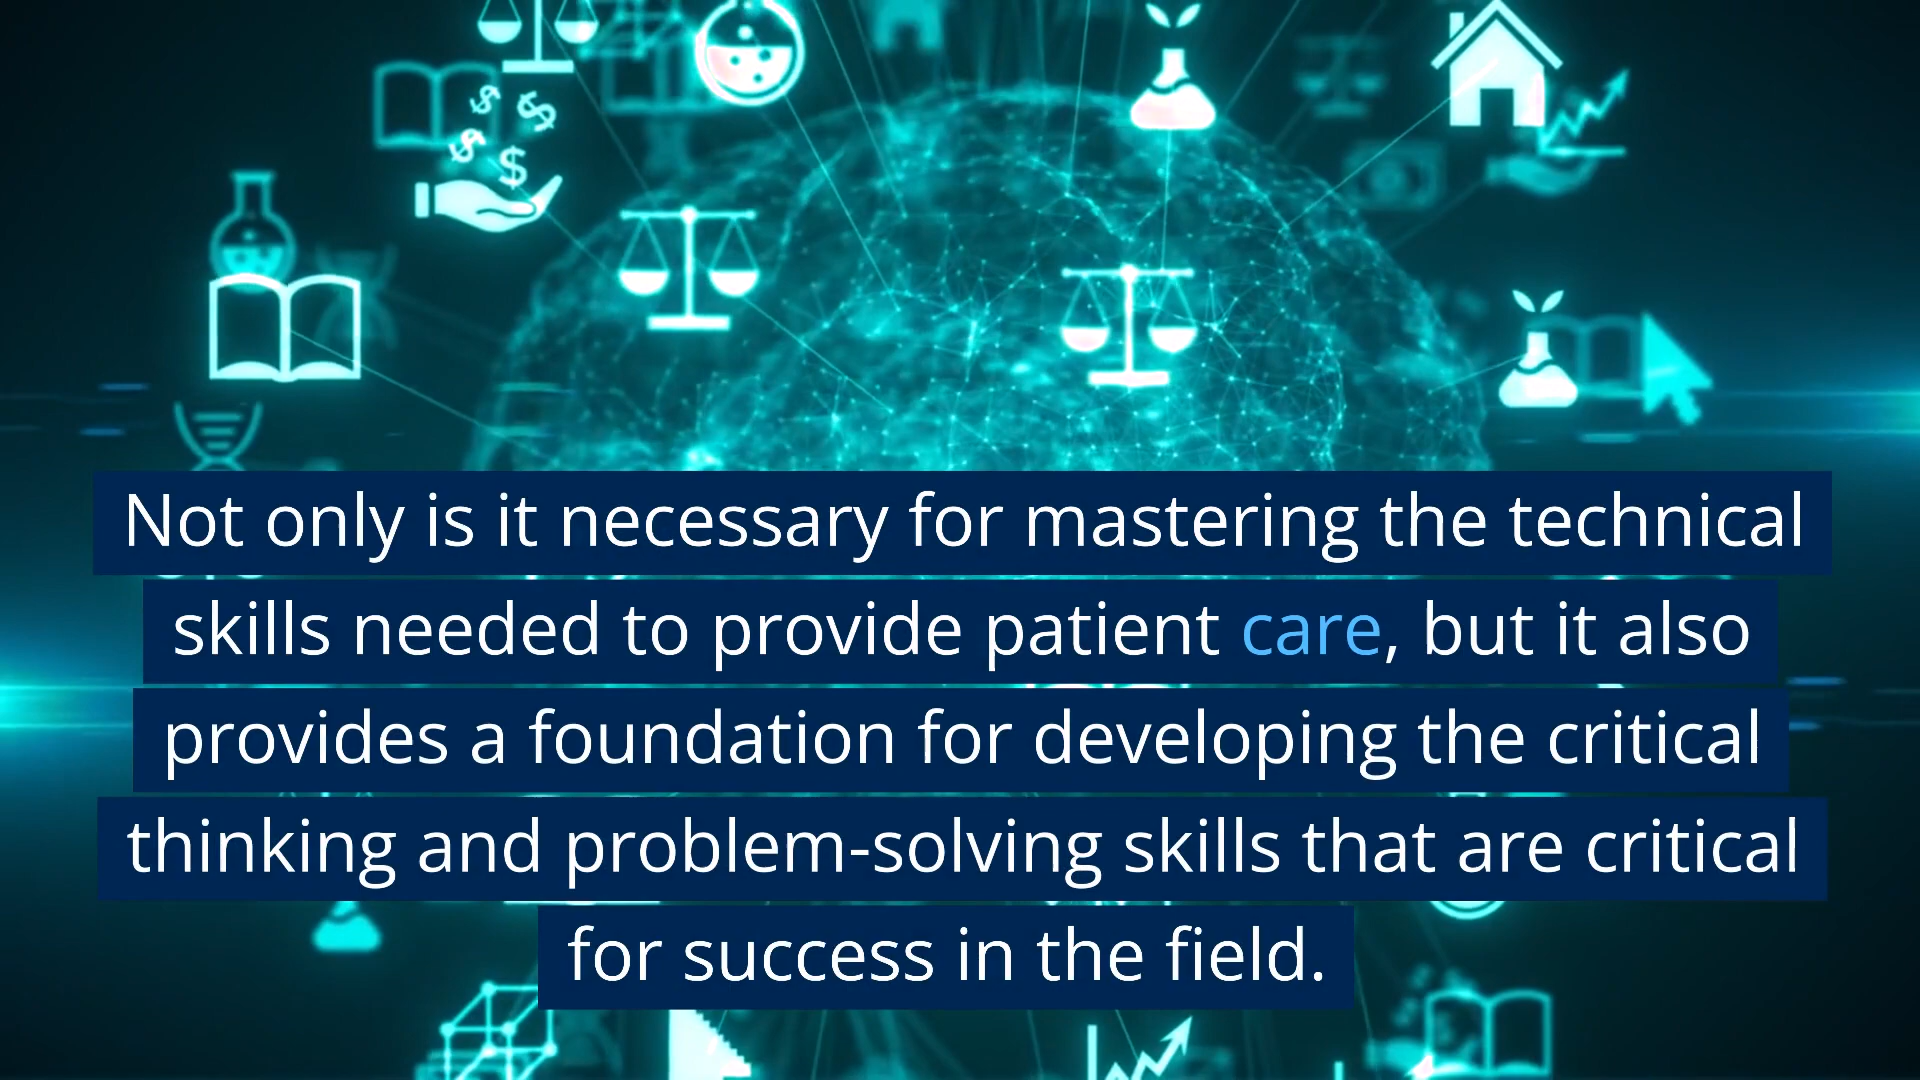 Not only is it necessary for mastering the technical
skills needed to provide patient care, but it also
provides a foundation for developing the critical
thinking and problem-solving skills that are critical
for success in the field.